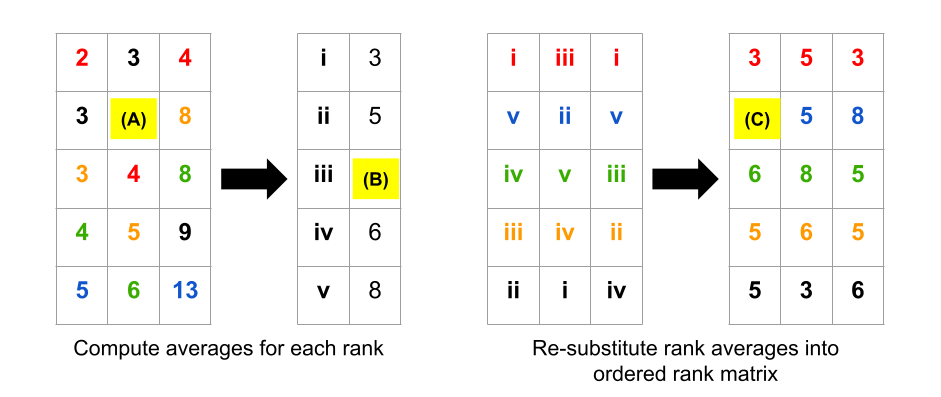 2 3 4
3 (A) 8
3 4 8
4 5 9
5 6 13
i 3
ii 5
iii (B)
iv 6
v 8
Compute averages for each rank
i iii i
v ii v
iv v iii
iii iv ii
ii i iv
3 5 3
(C) 5 8
6 8 5
5 6 5
5 3 6
Re-substitute rank averages into
ordered rank matrix